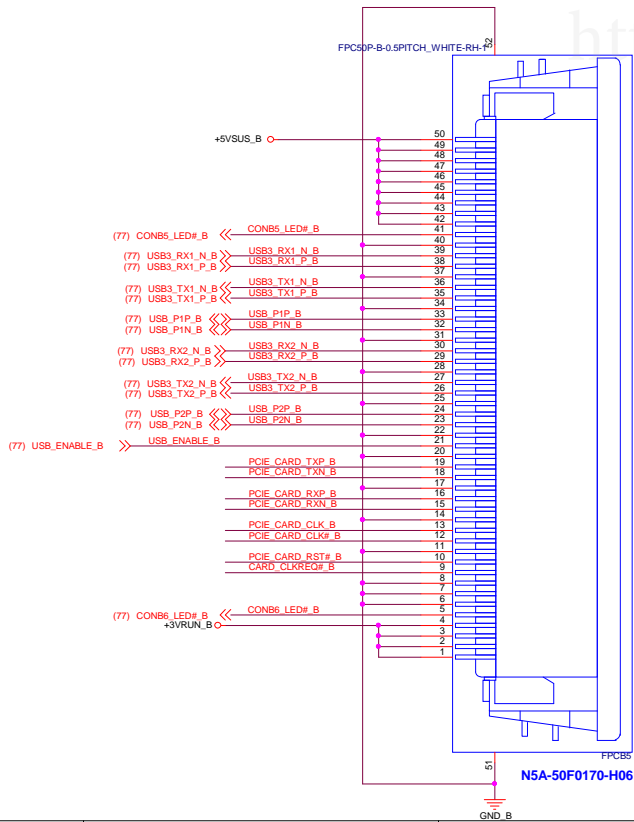 htt
52
FPC50P-B-0.5PITCH_WHITE-RH-1
+5VSUS_B 50
49
48
47
46
45
44
43
42
(77) CONB5_LED#_B CONB5_LED#_B 41
40
(77) USB3_RX1_N_B USB3_RX1_N_B 39
(77) USB3_RX1_P_B USB3_RX1_P_B 38
37
(77) USB3_TX1_N_B USB3_TX1_N_B 36
(77) USB3_TX1_P_B USB3_TX1_P_B 35
34
(77) USB_P1P_B USB_P1P_B 33
(77) USB_P1N_B USB_P1N_B 32
31
(77) USB3_RX2_N_B USB3_RX2_N_B 30
(77) USB3_RX2_P_B USB3_RX2_P_B 29
28
(77) USB3_TX2_N_B USB3_TX2_N_B 27
(77) USB3_TX2_P_B USB3_TX2_P_B 26
25
(77) USB_P2P_B USB_P2P_B 24
(77) USB_P2N_B USB_P2N_B 23
22
(77) USB_ENABLE_B USB_ENABLE_B 21
20
PCIE_CARD_TXP_B 19
PCIE_CARD_TXN_B 18
17
PCIE_CARD_RXP_B 16
PCIE_CARD_RXN_B 15
14
PCIE_CARD_CLK_B 13
PCIE_CARD_CLK#_B 12
11
PCIE_CARD_RST#_B 10
CARD_CLKREQ#_B 9
8
7
6
(77) CONB6_LED#_B CONB6_LED#_B 5
+3VRUN_B 4
3
2
1
51
FPCB5
N5A-50F0170-H06
GND_B